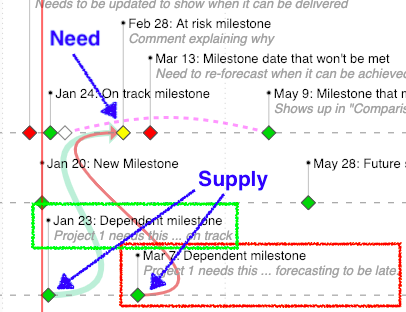 Needs to be updated to show when it can be delivered
Feb 28: At risk milestone
Comment explaining why
Need
Mar 13: Milestone date that won't be met
Need to re-forecast when it can be achieved
Jan 24: On track milestone
May 9: Milestone that
Shows up in "Comparis
Jan 20: New Milestone
May 28: Future
Supply
Jan 23: Dependent milestone
Project 1 needs this ... on track
Mar 7: Dependent milestone
Project 1 needs this ... forecasting to be late